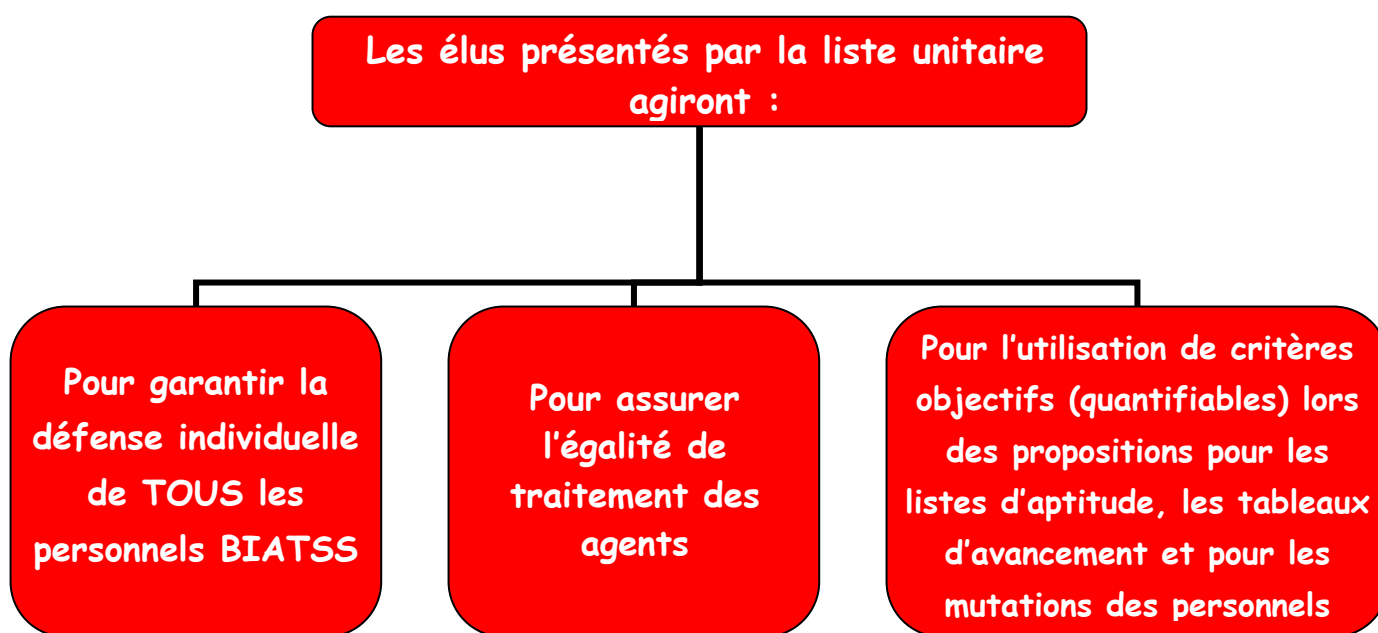 Les élus présentés par la liste unitaire
agiront :
Pour garantir la
défense individuelle
de TOUS les
personnels BIATSS
Pour assurer
l'égalité de
traitement des
agents
Pour l'utilisation de critères
objectifs (quantifiables) lors
des propositions pour les
listes d'aptitude, les tableaux
d'avancement et pour les
mutations des personnels